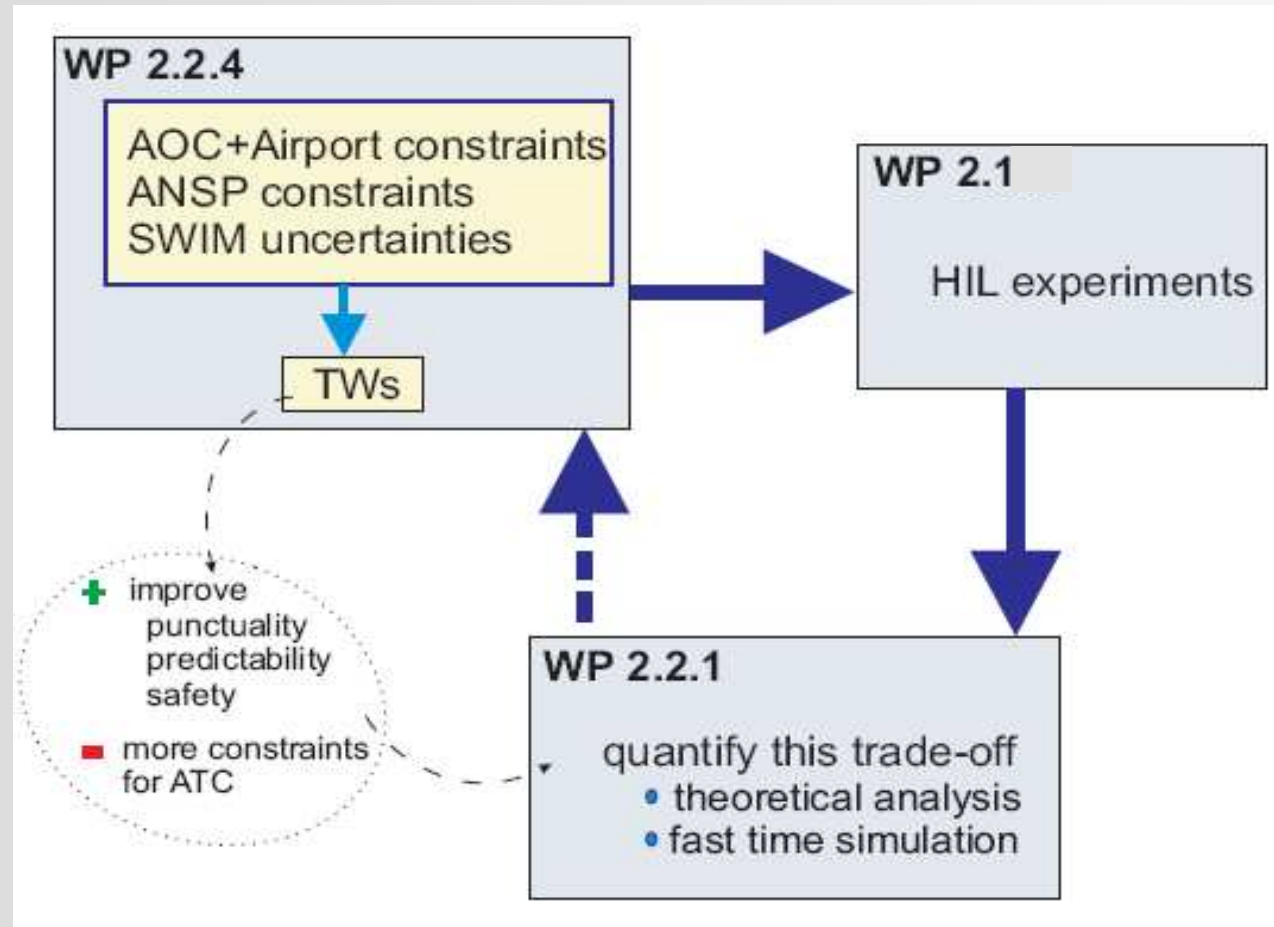 WP 2.2.4
AOC+Airport constraints
ANSP constraints
SWIM uncertainties
TWs
WP 2.1
HIL experiments
+ improve
punctuality
predictability
safety
- more constraints
for ATC
WP 2.2.1
quantify this trade-off
• theoretical analysis
• fast time simulation